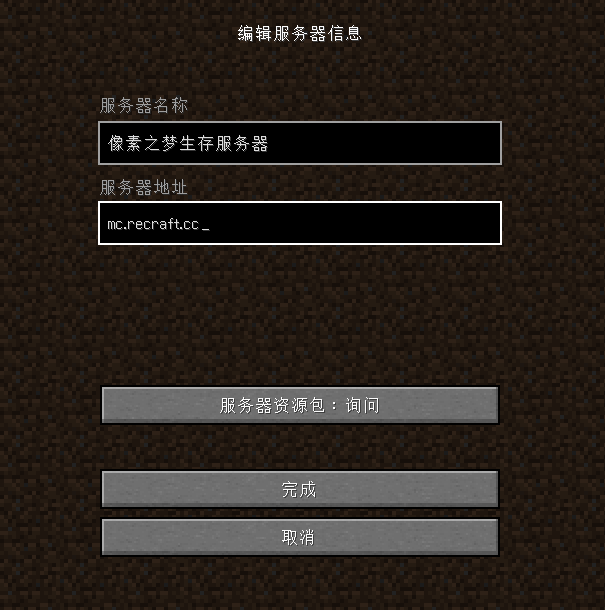 编辑服务器信息
服务器名称
像素之梦生存服务器
服务器地址
mc.recraft.cc_
服务器资源包：询问
完成
取消